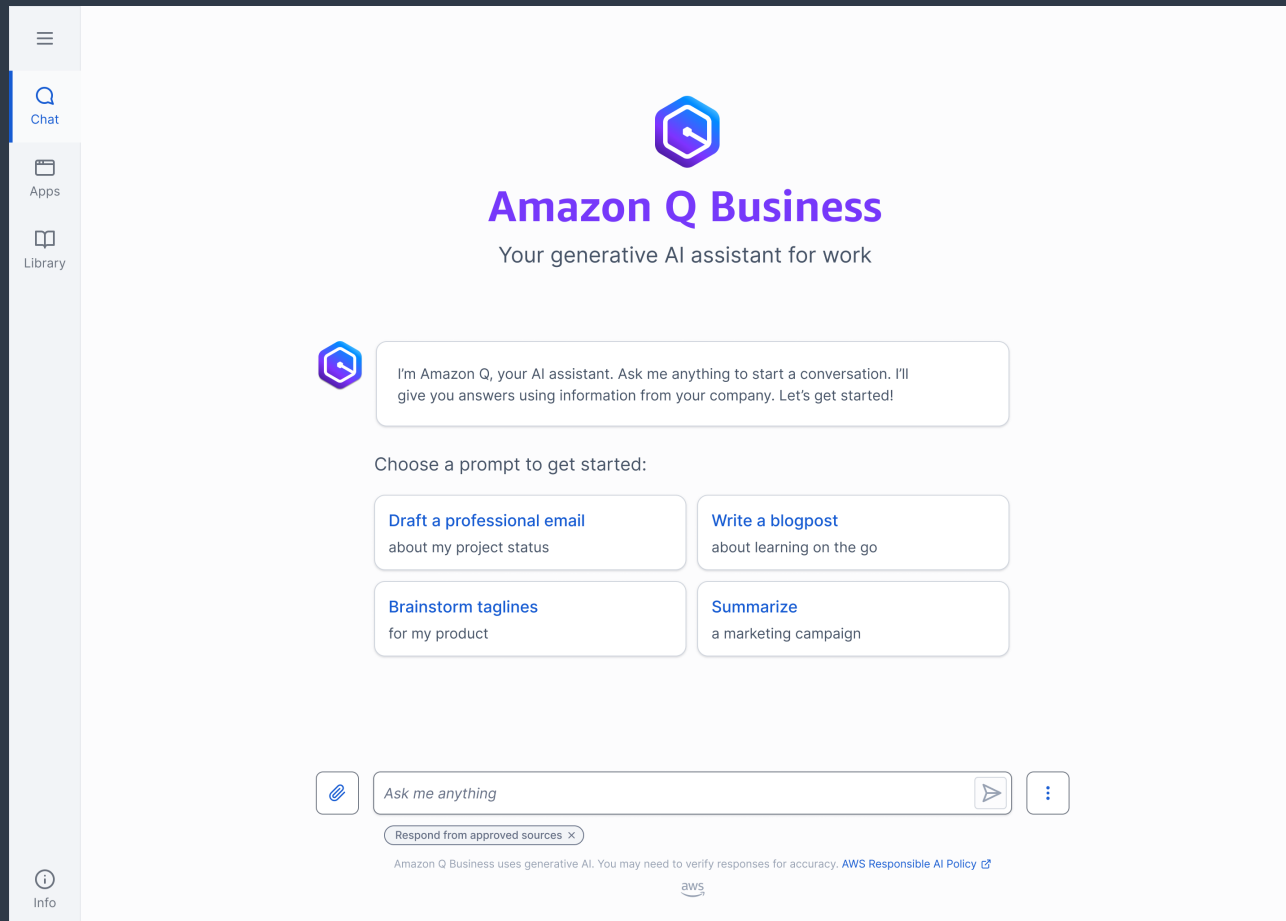 Chat
Apps
Library
Amazon Q Business
Your generative AI assistant for work
I'm Amazon Q, your AI assistant. Ask me anything to start a conversation. I'll
give you answers using information from your company. Let's get started!
Choose a prompt to get started:
Draft a professional email
about my project status
Write a blogpost
about learning on the go
Brainstorm taglines
for my product
Summarize
a marketing campaign
Ask me anything
Respond from approved sources ×
Amazon Q Business uses generative AI. You may need to verify responses for accuracy. AWS Responsible AI Policy
aws
Info